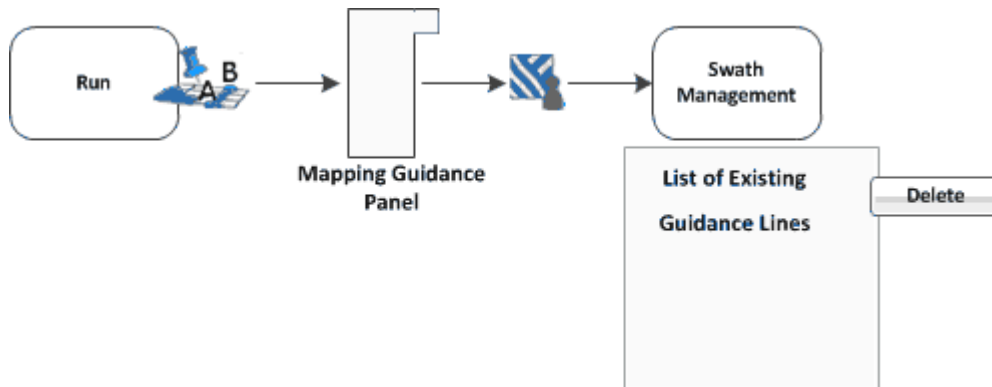 Run
A
B
Mapping Guidance
Panel
Swath
Management
List of Existing
Guidance Lines
Delete